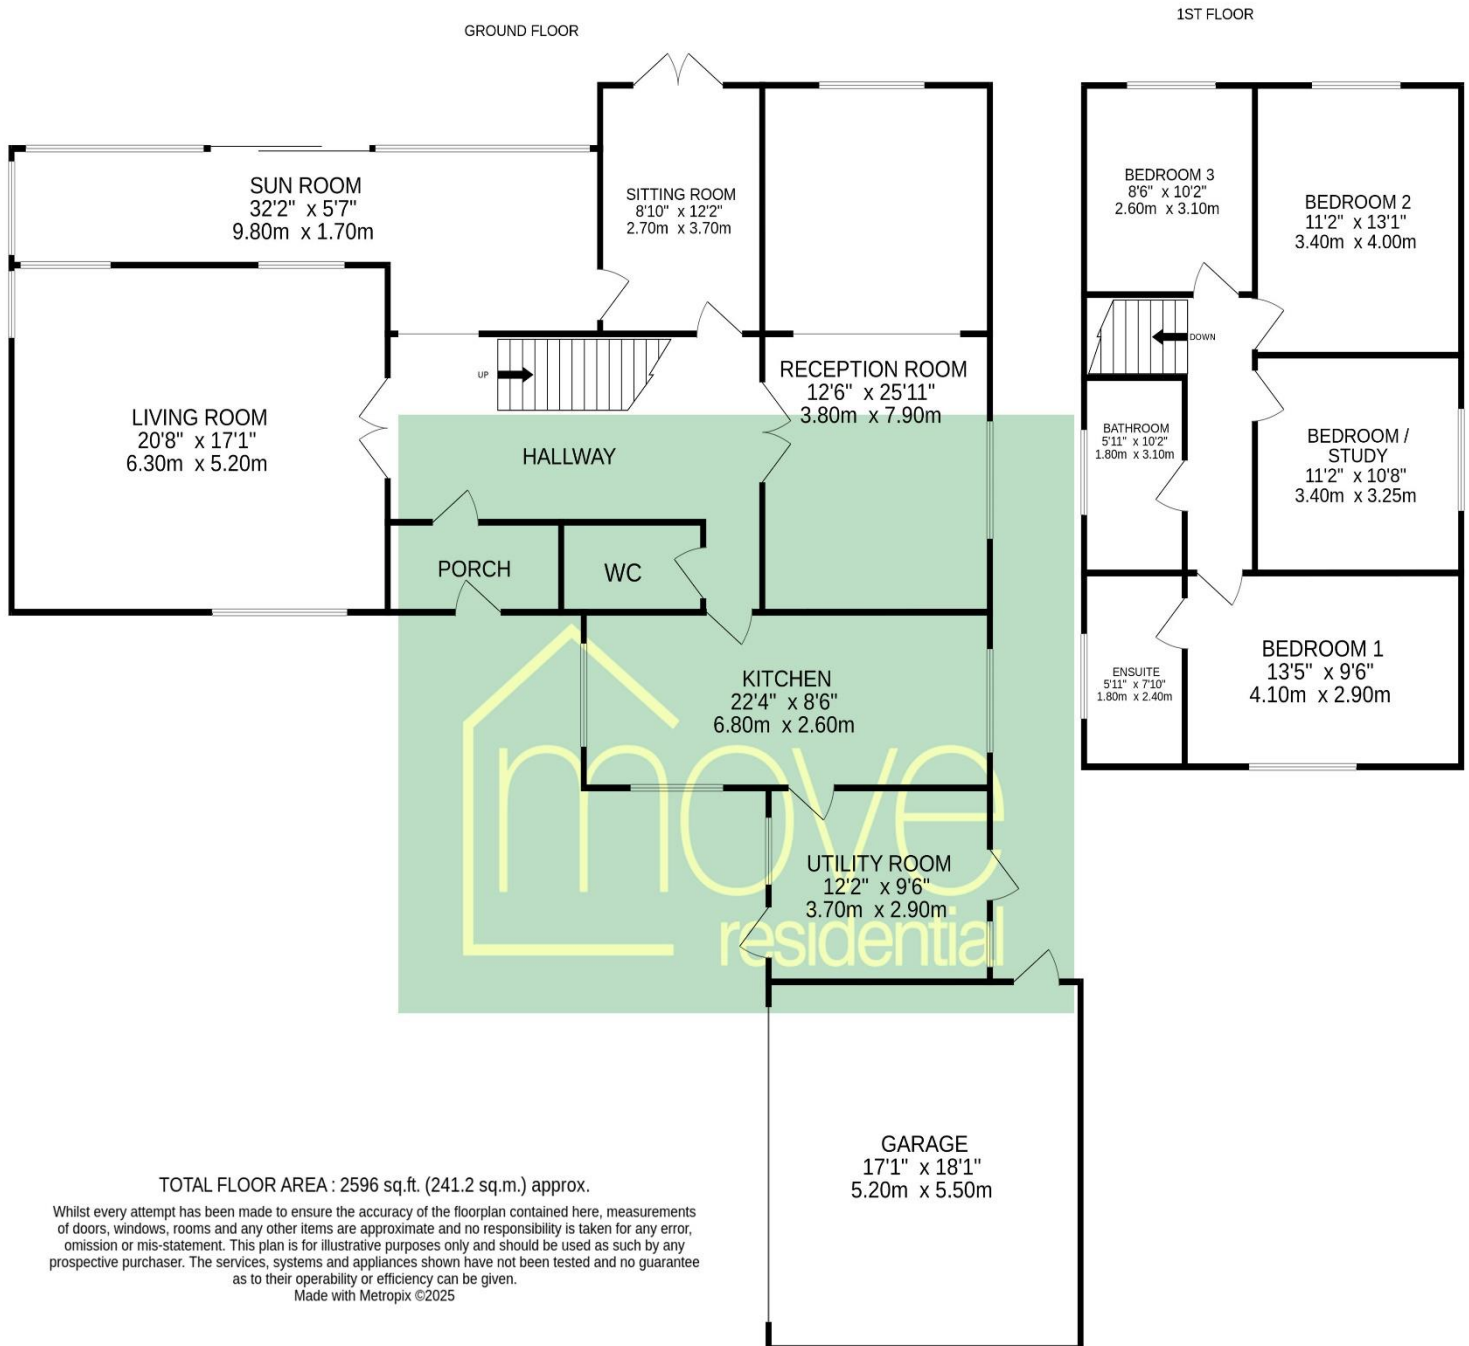 GROUND FLOOR
1ST FLOOR
SUN ROOM
32'2" x 5'7"
9.80m x 1.70m
SITTING ROOM
8'10" x 12'2"
2.70m x 3.70m
UP
RECEPTION ROOM
12'6" x 25'11"
3.80m x 7.90m
LIVING ROOM
20'8" x 17'1"
6.30m x 5.20m
HALLWAY
PORCH
WC
KITCHEN
22'4" x 8'6"
6.80m x 2.60m
move
residential
UTILITY ROOM
12'2" x 9'6"
3.70m x 2.90m
GARAGE
17'1" x 18'1"
5.20m x 5.50m
BEDROOM 3
8'6" x 10'2"
2.60m x 3.10m
BEDROOM 2
11'2" x 13'1"
3.40m x 4.00m
DOWN
BATHROOM
5'11" x 10'2"
1.80m x 3.10m
BEDROOM /
STUDY
11'2" x 10'8"
3.40m x 3.25m
ENSUITE
5'11" x 7'10"
1.80m x 2.40m
BEDROOM 1
13'5" x 9'6"
4.10m x 2.90m
TOTAL FLOOR AREA : 2596 sq.ft. (241.2 sq.m.) approx.
Whilst every attempt has been made to ensure the accuracy of the floorplan contained here, measurements
of doors, windows, rooms and any other items are approximate and no responsibility is taken for any error,
omission or mis-statement. This plan is for illustrative purposes only and should be used as such by any
prospective purchaser. The services, systems and appliances shown have not been tested and no guarantee
as to their operability or efficiency can be given.
Made with Metropix ©2025